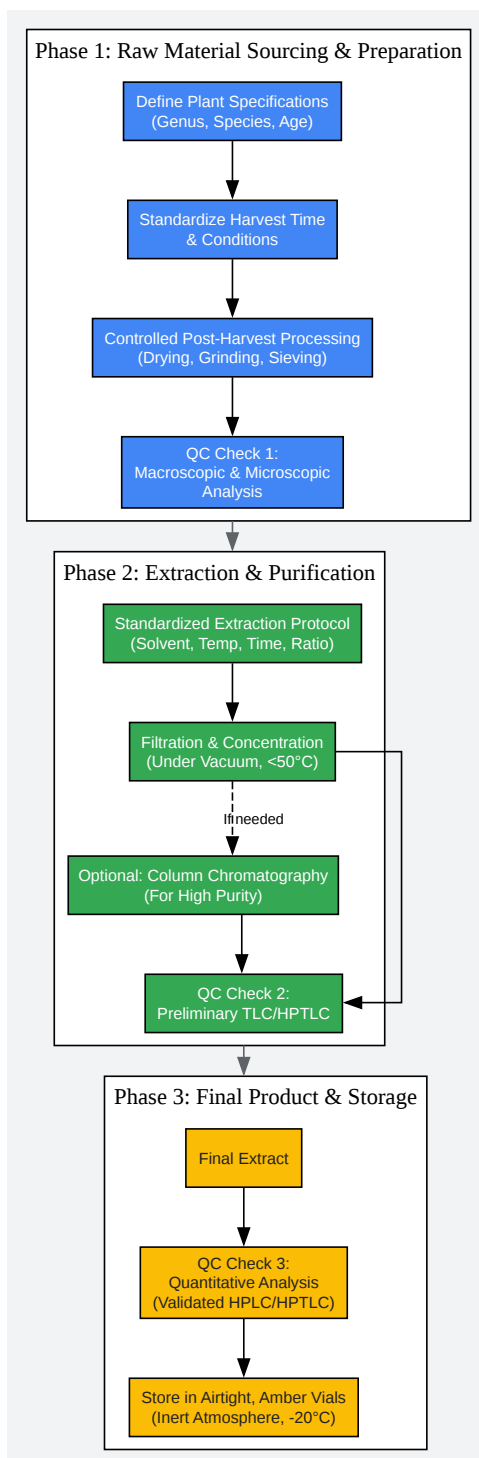 Phase 1: Raw Material Sourcing & Preparation
Define Plant Specifications
(Genus, Species, Age)
Standardize Harvest Time
& Conditions
Controlled Post-Harvest Processing
(Drying, Grinding, Sieving)
QC Check 1:
Macroscopic & Microscopic
Analysis
Phase 2: Extraction & Purification
Standardized Extraction Protocol
(Solvent, Temp, Time, Ratio)
Filtration & Concentration
(Under Vacuum, <50°C)
If needed
Optional: Column Chromatography
(For High Purity)
QC Check 2:
Preliminary TLC/HPTLC
Phase 3: Final Product & Storage
Final Extract
QC Check 3:
Quantitative Analysis
(Validated HPLC/HPTLC)
Store in Airtight, Amber Vials
(Inert Atmosphere, -20°C)